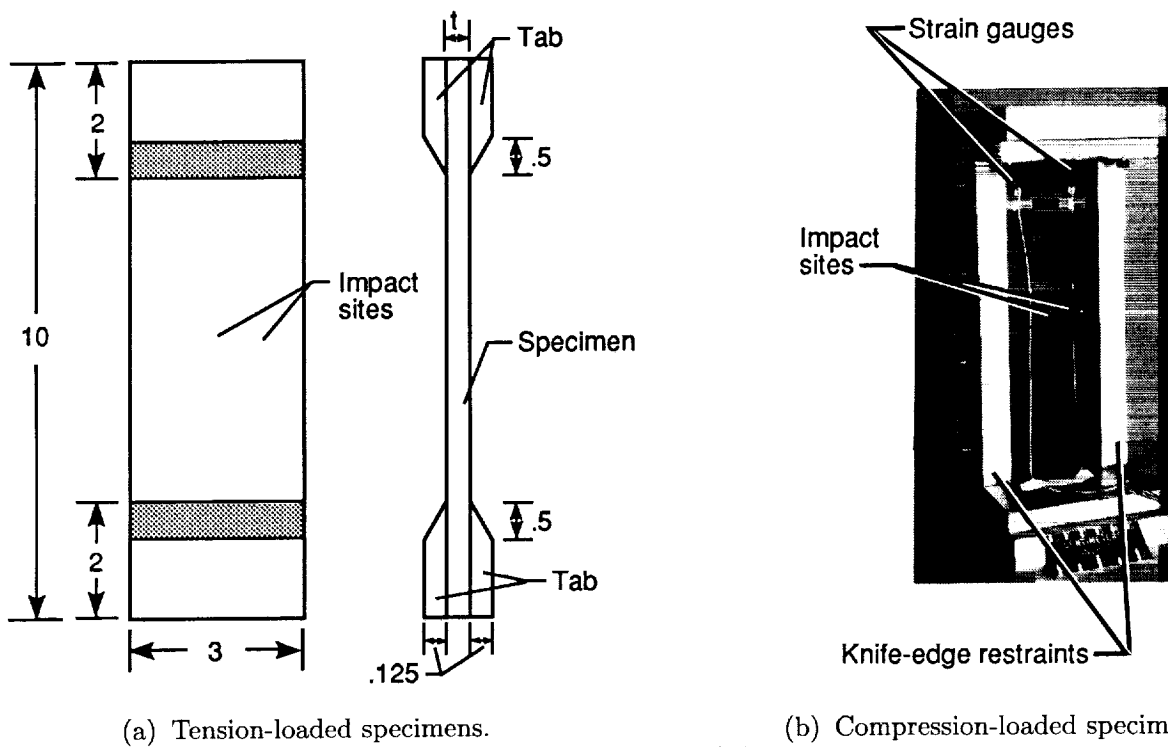 t
Tab
2
.5
Impact
sites
10
Specimen
.5
2
Tab
3
.125
(a) Tension-loaded specimens.
Strain gauges
Impact
sites
Knife-edge restraints
(b) Compression-loaded specim